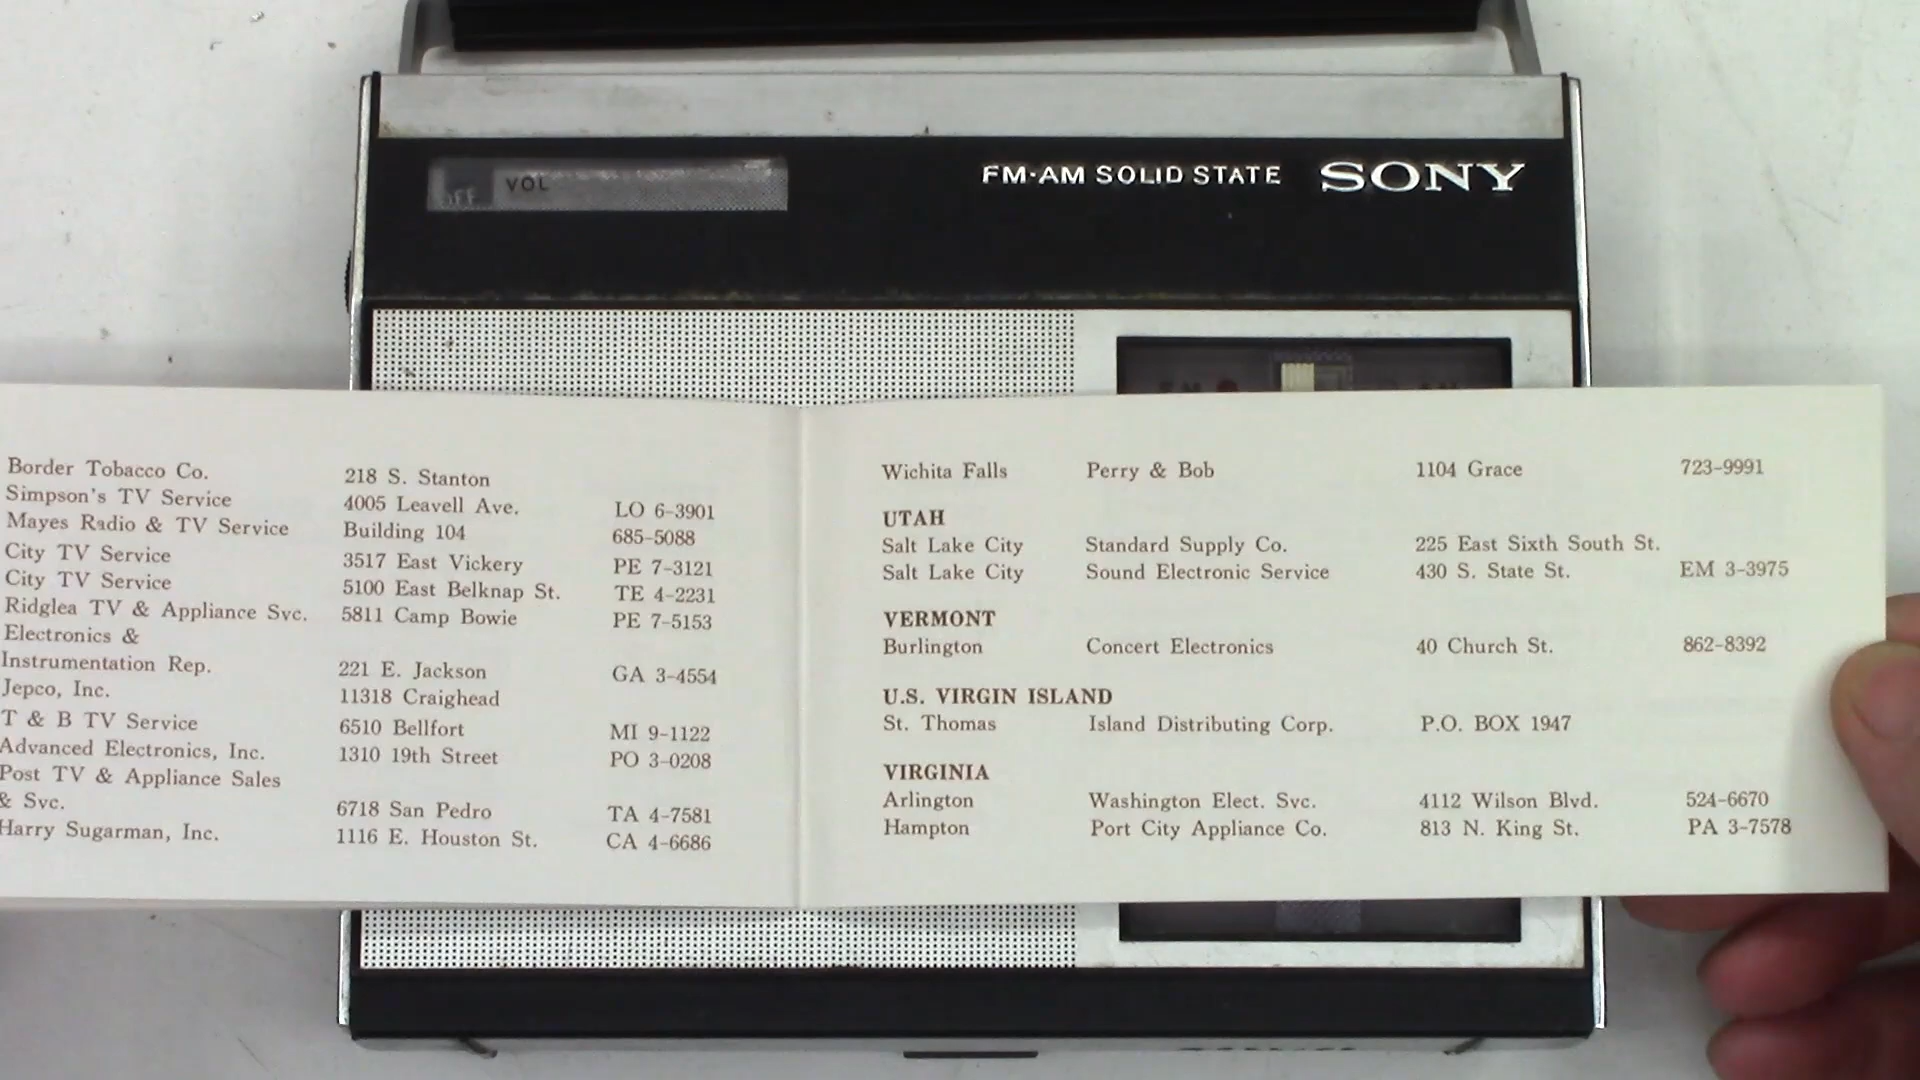 FM·AM SOLID STATE SONY
OFF VOL
Border Tobacco Co. 218 S. Stanton
Simpson's TV Service 4005 Leavell Ave. LO 6-3901
Mayes Radio & TV Service Building 104 685-5088
City TV Service 3517 East Vickery PE 7-3121
City TV Service 5100 East Belknap St. TE 4-2231
Ridglea TV & Appliance Svc. 5811 Camp Bowie PE 7-5153
Electronics &
Instrumentation Rep. 221 E. Jackson GA 3-4554
Jepco, Inc. 11318 Craighead
T & B TV Service 6510 Bellfort MI 9-1122
Advanced Electronics, Inc. 1310 19th Street PO 3-0208
Post TV & Appliance Sales
& Svc. 6718 San Pedro TA 4-7581
Harry Sugarman, Inc. 1116 E. Houston St. CA 4-6686
Wichita Falls Perry & Bob 1104 Grace 723-9991
UTAH
Salt Lake City Standard Supply Co. 225 East Sixth South St.
Salt Lake City Sound Electronic Service 430 S. State St. EM 3-3975
VERMONT
Burlington Concert Electronics 40 Church St. 862-8392
U.S. VIRGIN ISLAND
St. Thomas Island Distributing Corp. P.O. BOX 1947
VIRGINIA
Arlington Washington Elect. Svc. 4112 Wilson Blvd. 524-6670
Hampton Port City Appliance Co. 813 N. King St. PA 3-7578